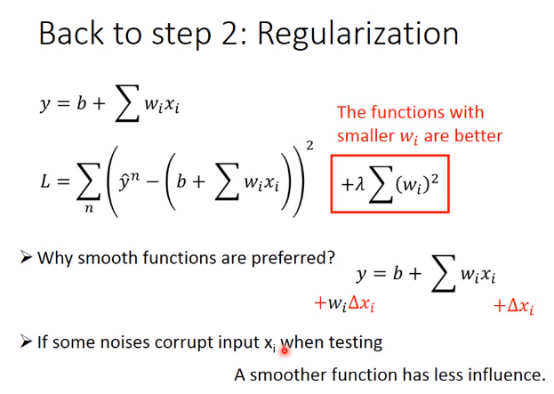 Back to step 2: Regularization
y = b + ∑ wᵢxᵢ
The functions with
smaller wᵢ are better
L = ∑ₙ (ŷⁿ − (b + ∑ wᵢxᵢ))² +λ ∑(wᵢ)²
➢ Why smooth functions are preferred?
y = b + ∑ wᵢxᵢ
+wᵢΔxᵢ +Δxᵢ
➢ If some noises corrupt input xᵢ when testing
A smoother function has less influence.